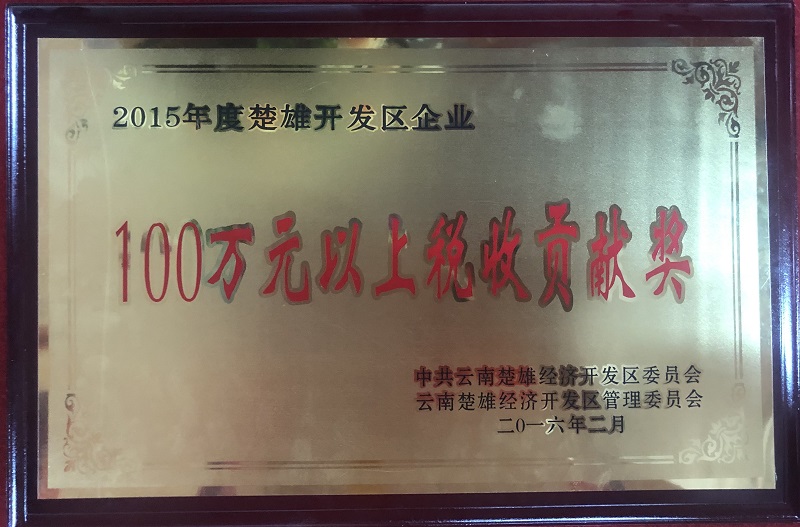 2015年度楚雄开发区企业
100万元以上税收贡献奖
中共云南楚雄经济开发区委员会
云南楚雄经济开发区管理委员会
二0一六年二月